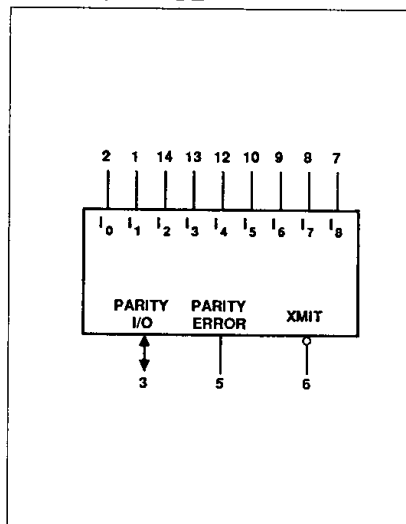 2 1 14 13 12 10 9 8 7
I0 I1 I2 I3 I4 I5 I6 I7 I8
PARITY I/O PARITY ERROR XMIT
3 5 6